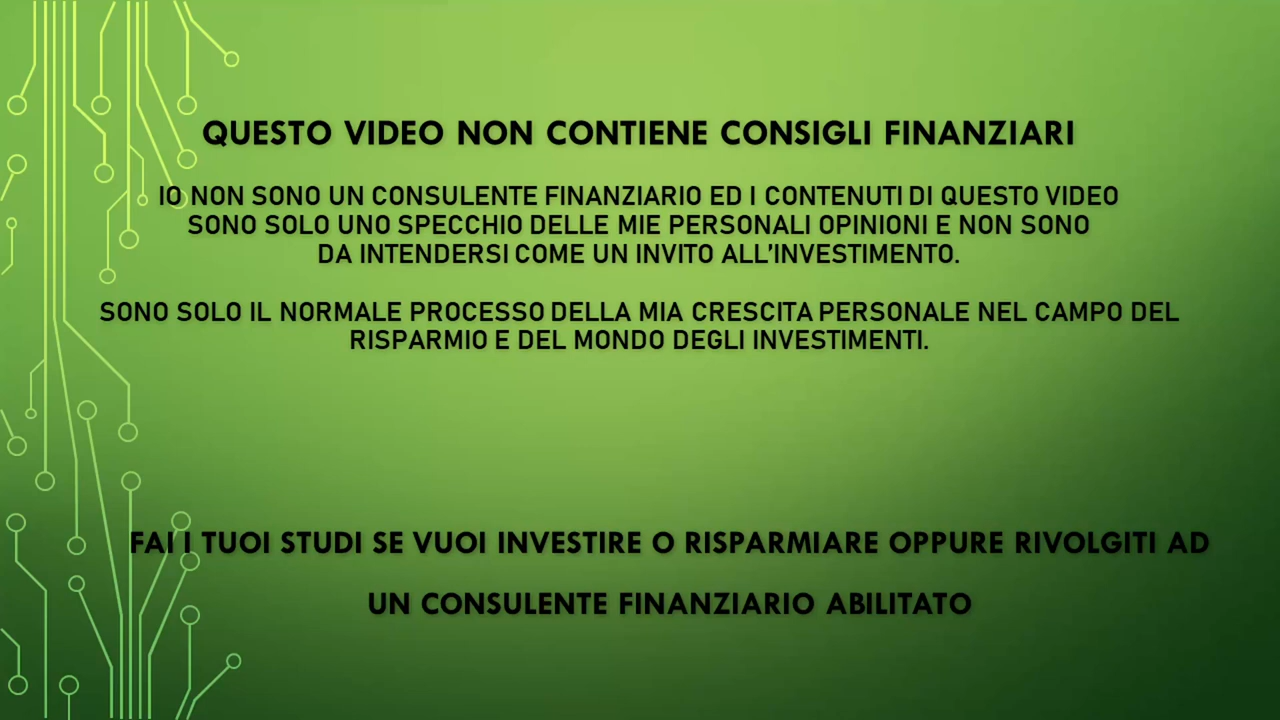 QUESTO VIDEO NON CONTIENE CONSIGLI FINANZIARI
IO NON SONO UN CONSULENTE FINANZIARIO ED I CONTENUTI DI QUESTO VIDEO
SONO SOLO UNO SPECCHIO DELLE MIE PERSONALI OPINIONI E NON SONO
DA INTENDERSI COME UN INVITO ALL'INVESTIMENTO.
SONO SOLO IL NORMALE PROCESSO DELLA MIA CRESCITA PERSONALE NEL CAMPO DEL
RISPARMIO E DEL MONDO DEGLI INVESTIMENTI.
FAI I TUOI STUDI SE VUOI INVESTIRE O RISPARMIARE OPPURE RIVOLGITI AD
UN CONSULENTE FINANZIARIO ABILITATO